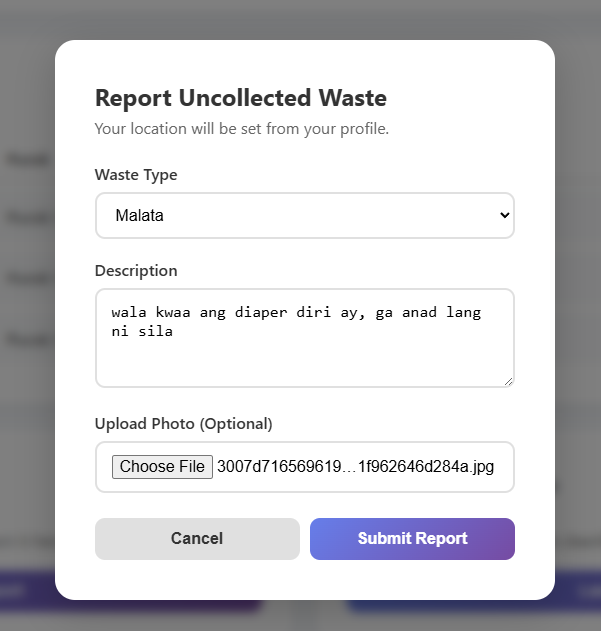 Report Uncollected Waste
Your location will be set from your profile.
Waste Type
Malata
Description
wala kwaa ang diaper diri ay, ga anad lang
ni sila
Upload Photo (Optional)
Choose File 3007d716569619…1f962646d284a.jpg
Cancel
Submit Report